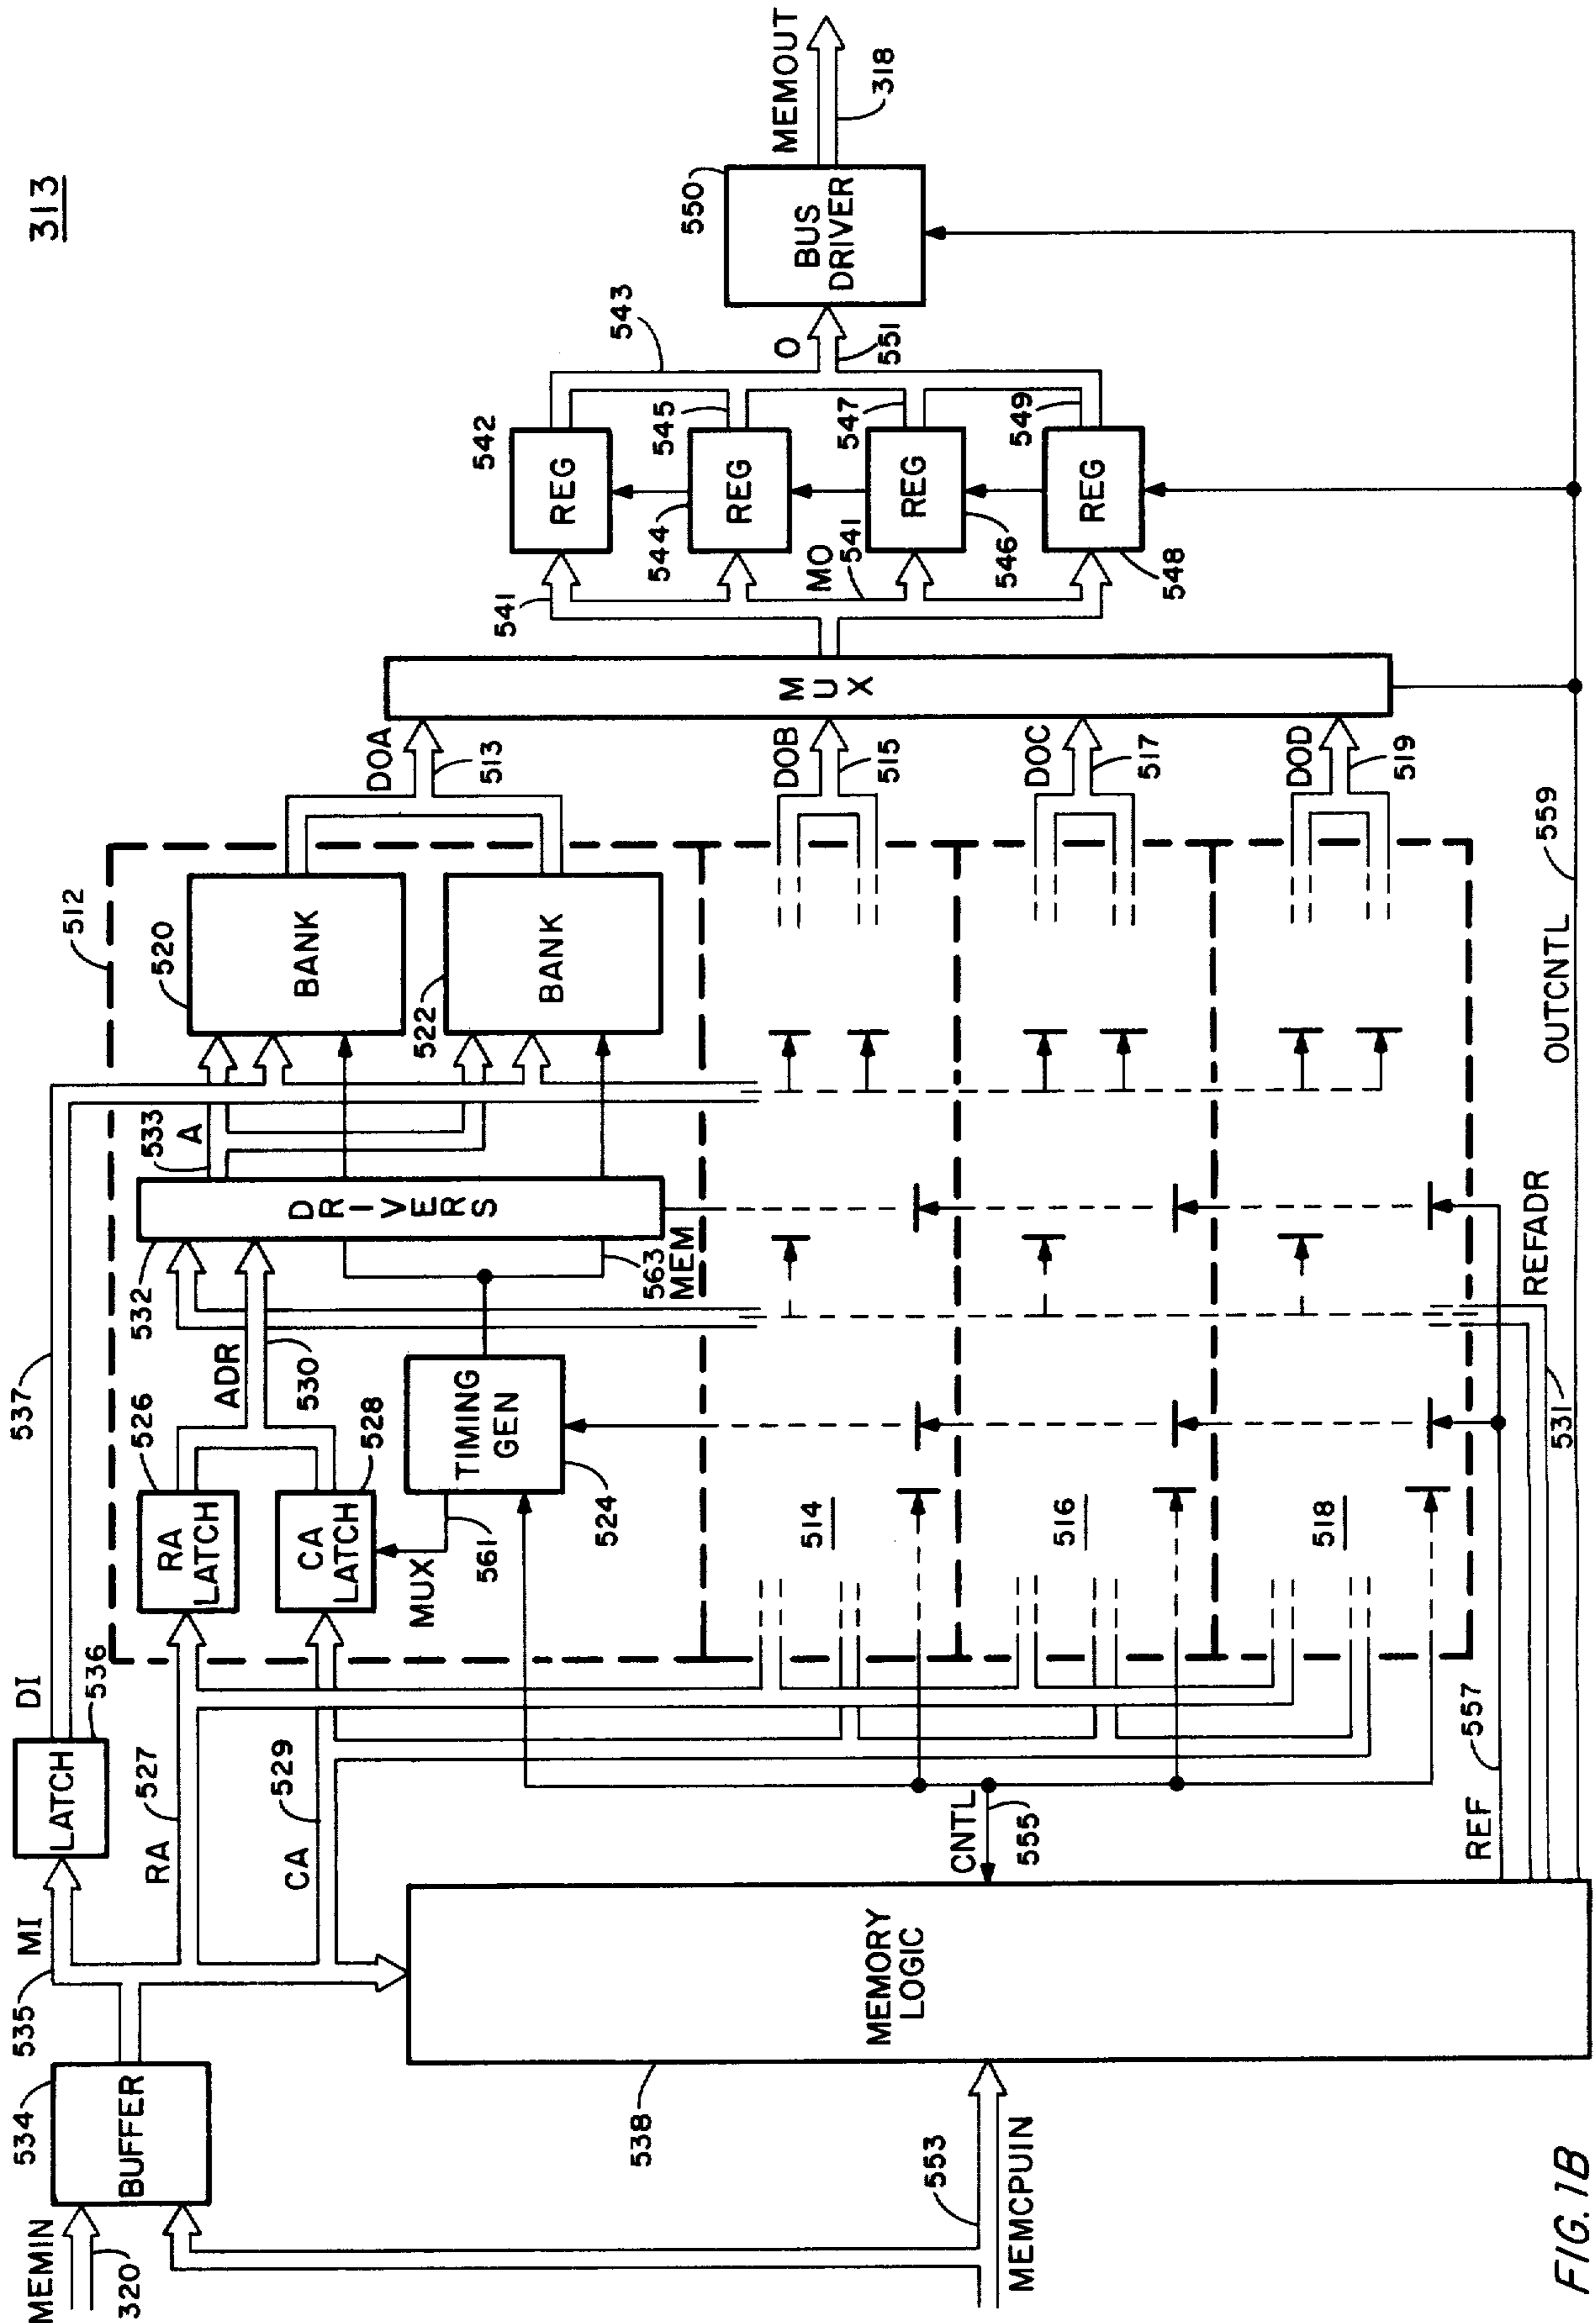 313
MEMIN
320
534
BUFFER
535
MI
DI
LATCH
536
537
RA
527
CA
529
526
RA
LATCH
CA
LATCH
528
ADR
530
MUX
561
TIMING
GEN
524
532
DRIVERS
533
A
563
MEM
512
520
BANK
522
BANK
DOA
513
DOB
515
DOC
517
DOD
519
514
516
518
MUX
541
MO
541
542
REG
544
REG
546
REG
548
REG
543
545
547
549
O
551
550
BUS
DRIVER
MEMOUT
318
MEMORY
LOGIC
538
553
MEMCPUIN
CNTL
555
REF
557
531
REFADR
OUTCNTL
559
FIG. 1B